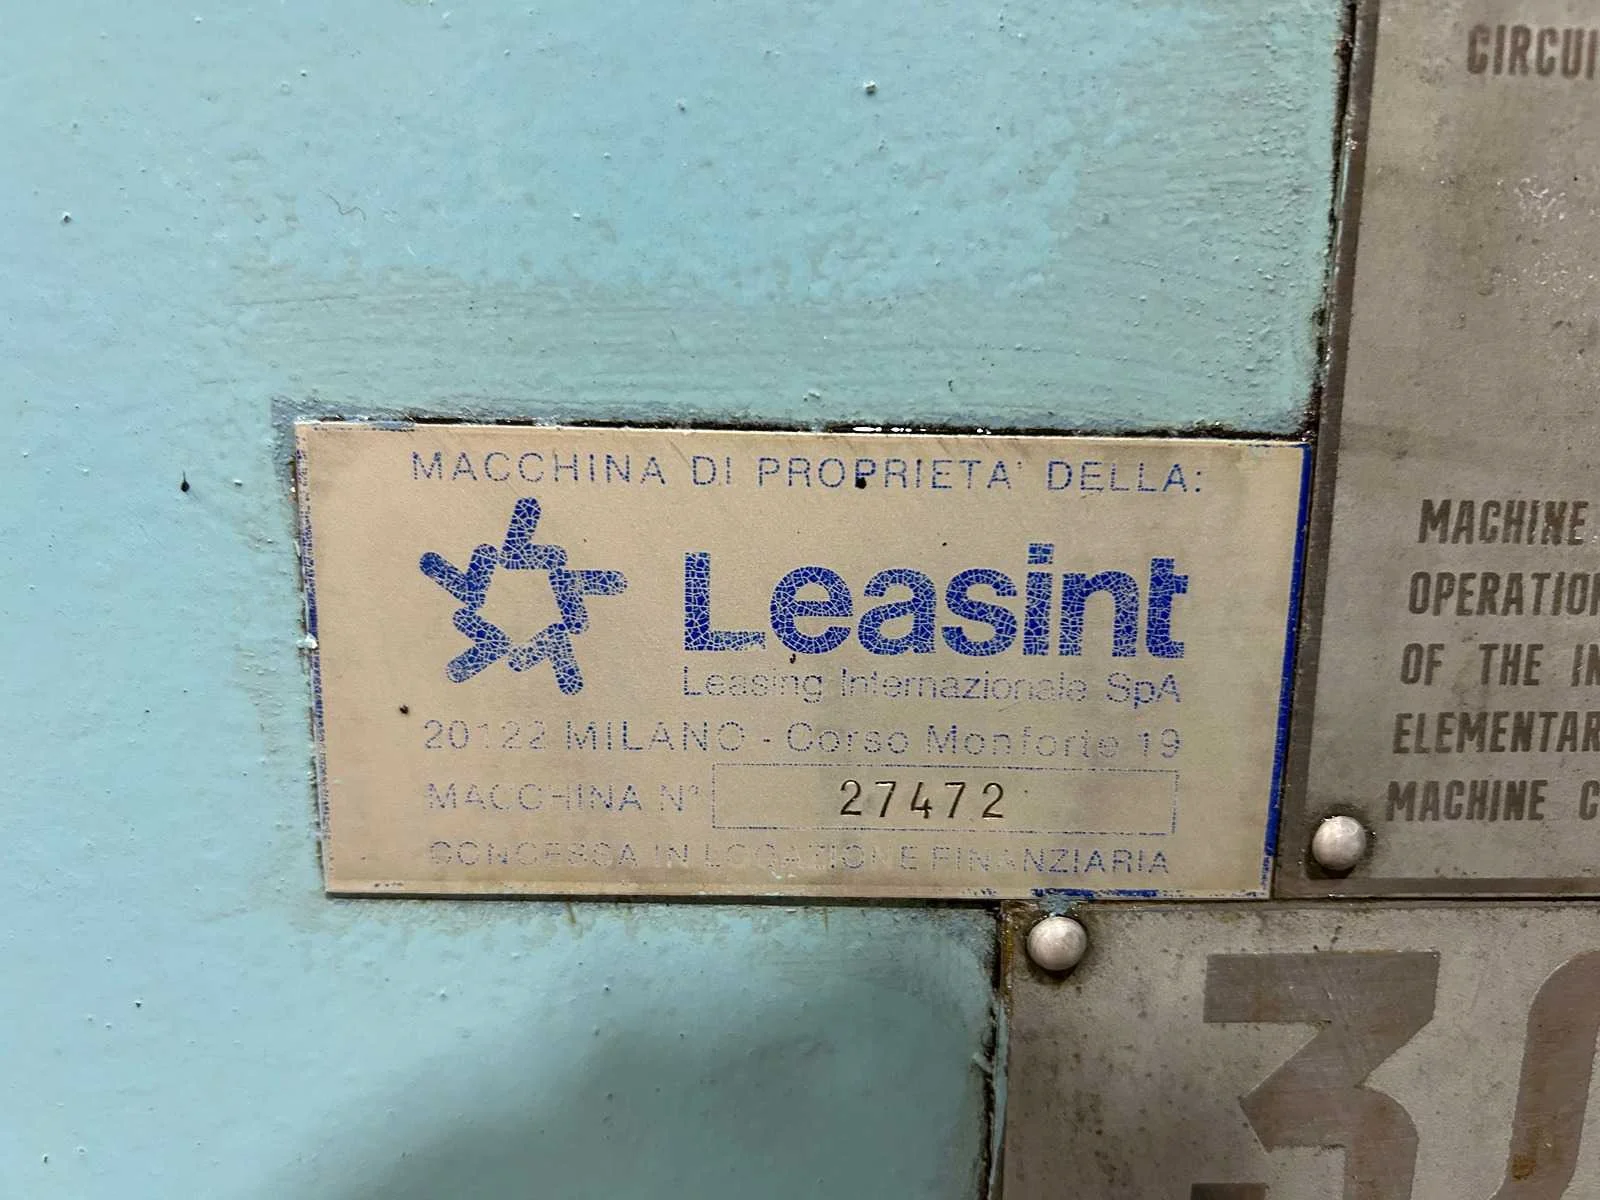 CIRCUI
MACCHINA DI PROPRIETA' DELLA:
Leasint
Leasing Internazionale SpA
20122 MILANO - Corso Monforte 19
MACCHINA N° 27472
CONCESSA IN LOCAZIONE FINANZIARIA
MACHINE
OPERATION
OF THE IN
ELEMENTAR
MACHINE C